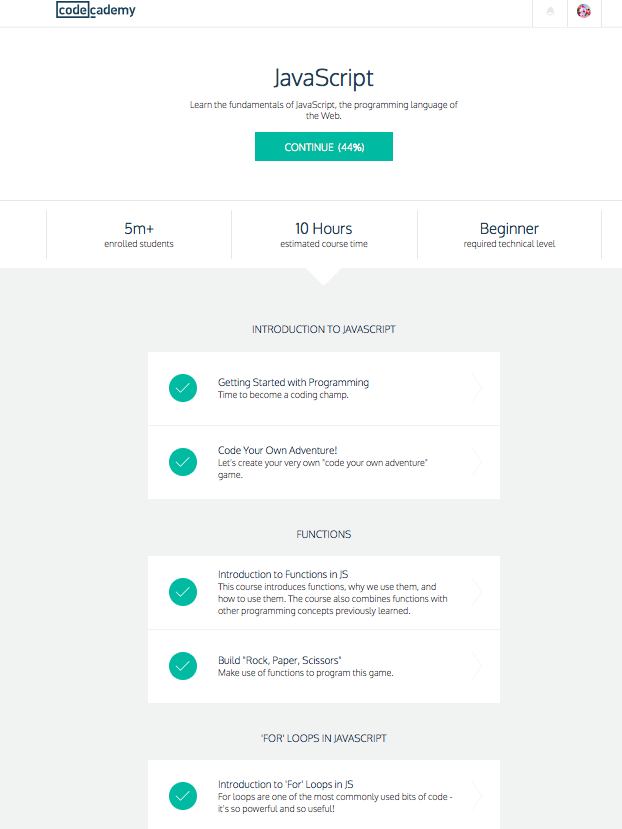 codecademy
JavaScript
Learn the fundamentals of JavaScript, the programming language of
the Web.
CONTINUE (44%)
5m+
enrolled students
10 Hours
estimated course time
Beginner
required technical level
INTRODUCTION TO JAVASCRIPT
Getting Started with Programming
Time to become a coding champ.
Code Your Own Adventure!
Let's create your very own "code your own adventure"
game.
FUNCTIONS
Introduction to Functions in JS
This course introduces functions, why we use them, and
how to use them. The course also combines functions with
other programming concepts previously learned.
Build "Rock, Paper, Scissors"
Make use of functions to program this game.
'FOR' LOOPS IN JAVASCRIPT
Introduction to 'For' Loops in JS
For loops are one of the most commonly used bits of code -
it's so powerful and so useful!